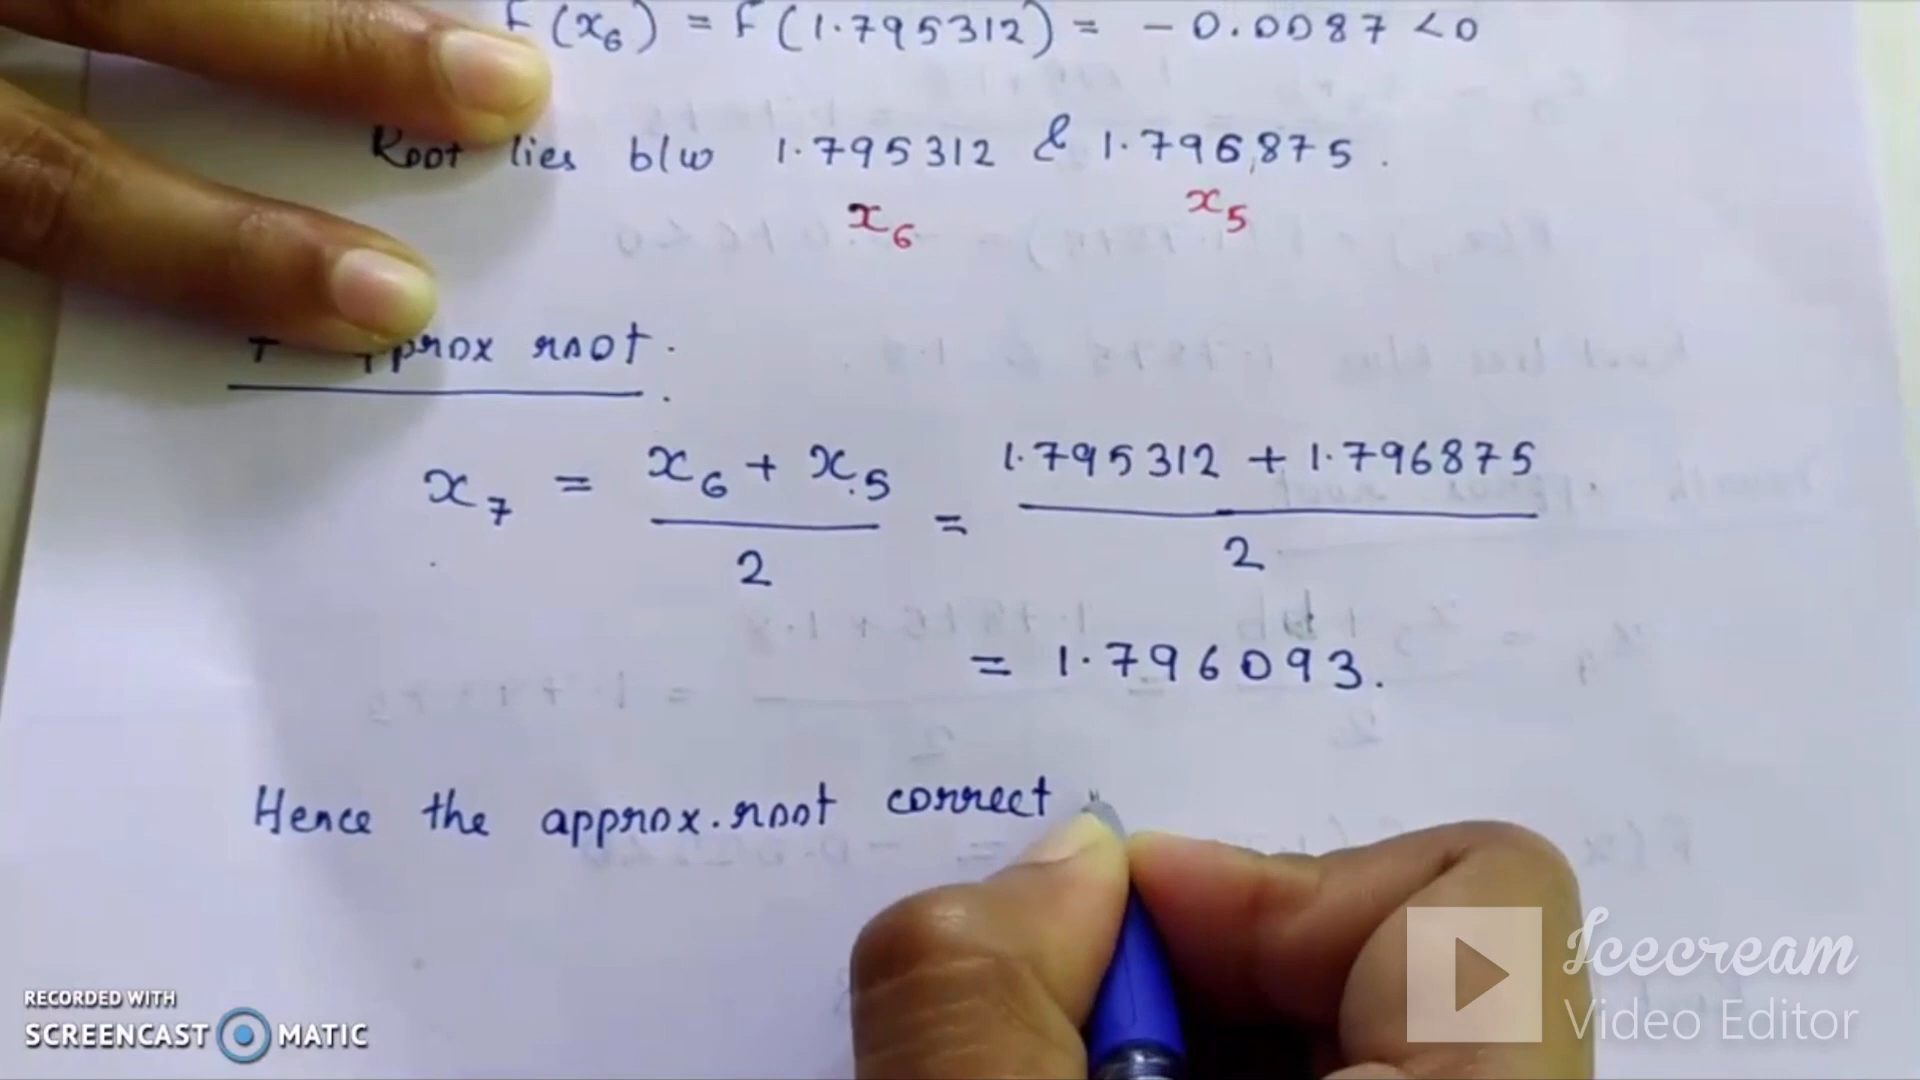 F(x₆) = F(1.795312) = - 0.0087 < 0
Root lies b/w 1.795312 & 1.796875.
x₆ x₅
approx root.
x₇ = x₆ + x₅ / 2 = 1.795312 + 1.796875 / 2
= 1.796093.
Hence the approx. root correct
RECORDED WITH
SCREENCAST MATIC
Icecream
Video Editor